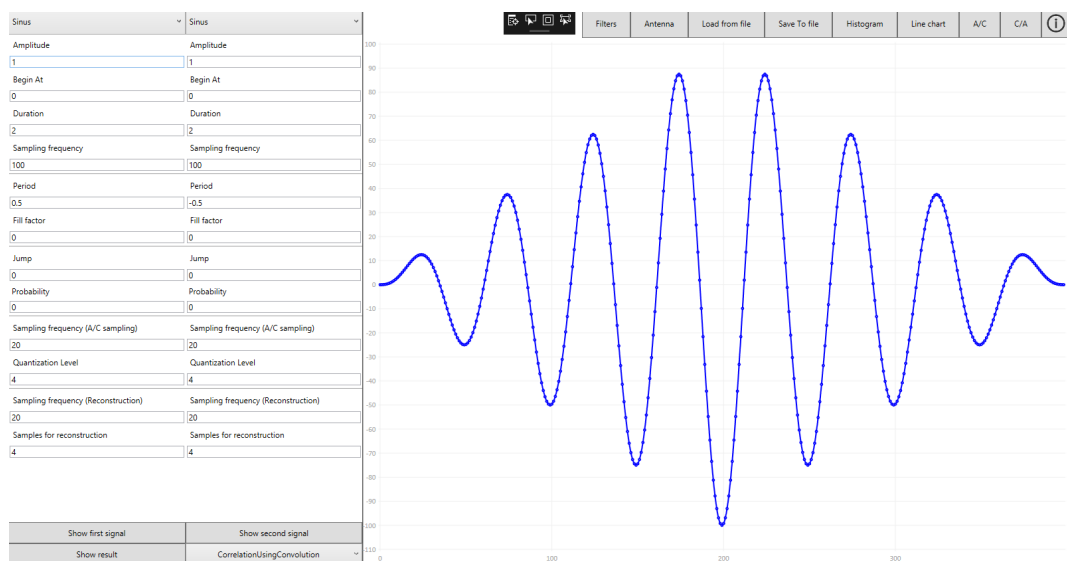 Sinus Sinus Filters Antenna Load from file Save To file Histogram Line chart A/C C/A
Amplitude Amplitude
1 1
Begin At Begin At
0 0
Duration Duration
2 2
Sampling frequency Sampling frequency
100 100
Period Period
0.5 -0.5
Fill factor Fill factor
0 0
Jump Jump
0 0
Probability Probability
0 0
Sampling frequency (A/C sampling) Sampling frequency (A/C sampling)
20 20
Quantization Level Quantization Level
4 4
Sampling frequency (Reconstruction) Sampling frequency (Reconstruction)
20 20
Samples for reconstruction Samples for reconstruction
4 4
Show first signal Show second signal
Show result CorrelationUsingConvolution
100
90
80
70
60
50
40
30
20
10
0
-10
-20
-30
-40
-50
-60
-70
-80
-90
-100
-110
0 100 200 300